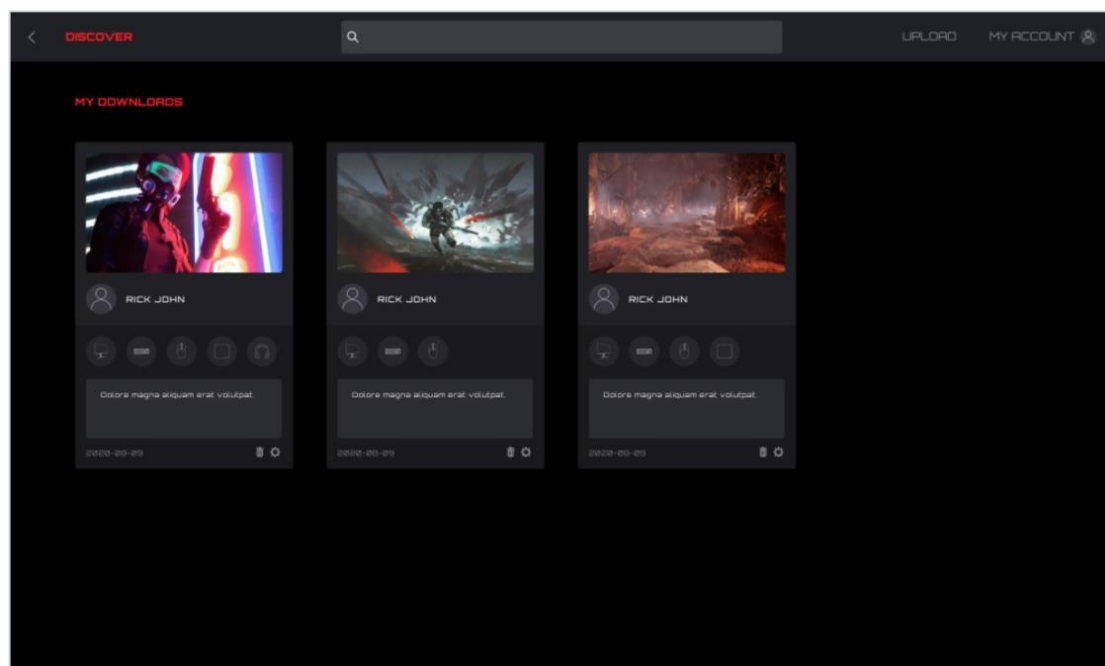 DISCOVER
UPLOAD
MY ACCOUNT
MY DOWNLOADS
RICK JOHN
RICK JOHN
RICK JOHN
Dolore magna aliquam erat volutpat.
Dolore magna aliquam erat volutpat.
Dolore magna aliquam erat volutpat.